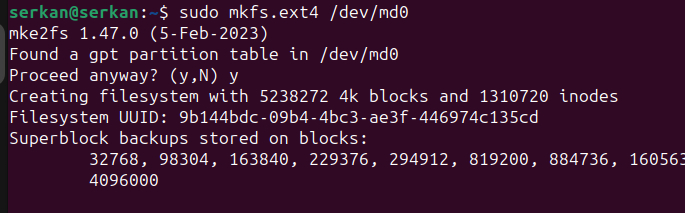 serkan@serkan:~$ sudo mkfs.ext4 /dev/md0
mke2fs 1.47.0 (5-Feb-2023)
Found a gpt partition table in /dev/md0
Proceed anyway? (y,N) y
Creating filesystem with 5238272 4k blocks and 1310720 inodes
Filesystem UUID: 9b144bdc-09b4-4bc3-ae3f-446974c135cd
Superblock backups stored on blocks:
32768, 98304, 163840, 229376, 294912, 819200, 884736, 160563
4096000